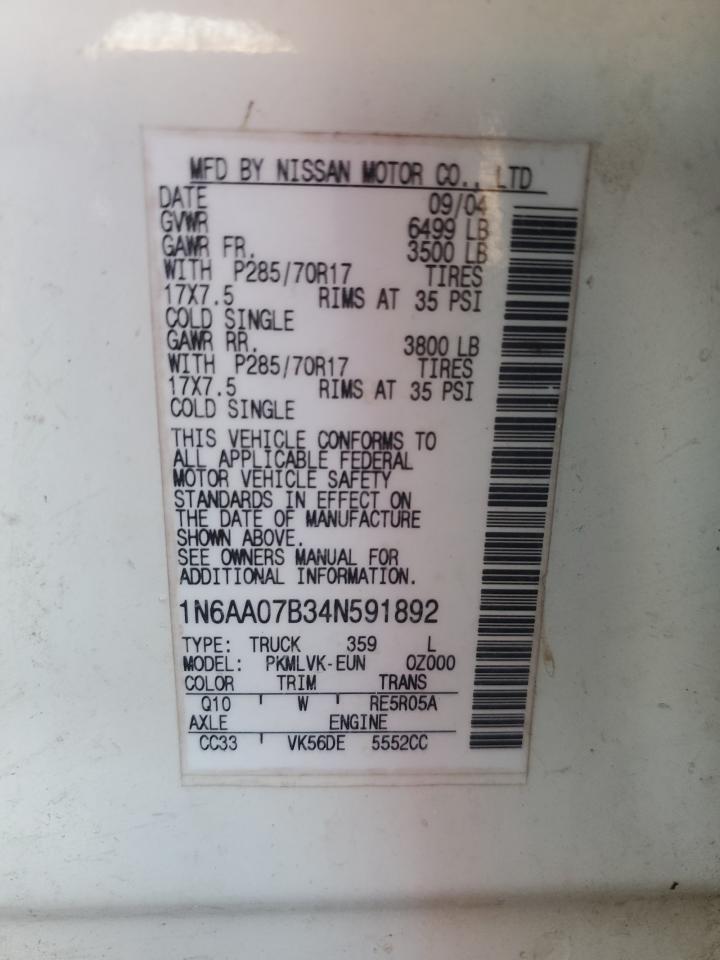 MFD BY NISSAN MOTOR CO., LTD
DATE 09/04
GVWR 6499 LB
GAWR FR. 3500 LB
WITH P285/70R17 TIRES
17X7.5 RIMS AT 35 PSI
COLD SINGLE
GAWR RR. 3800 LB
WITH P285/70R17 TIRES
17X7.5 RIMS AT 35 PSI
COLD SINGLE
THIS VEHICLE CONFORMS TO
ALL APPLICABLE FEDERAL
MOTOR VEHICLE SAFETY
STANDARDS IN EFFECT ON
THE DATE OF MANUFACTURE
SHOWN ABOVE.
SEE OWNERS MANUAL FOR
ADDITIONAL INFORMATION.
1N6AA07B34N591892
TYPE: TRUCK 359 L
MODEL: PKMLVK-EUN 0Z000
COLOR TRIM TRANS
Q10 W RE5R05A
AXLE ENGINE
CC33 VK56DE 5552CC